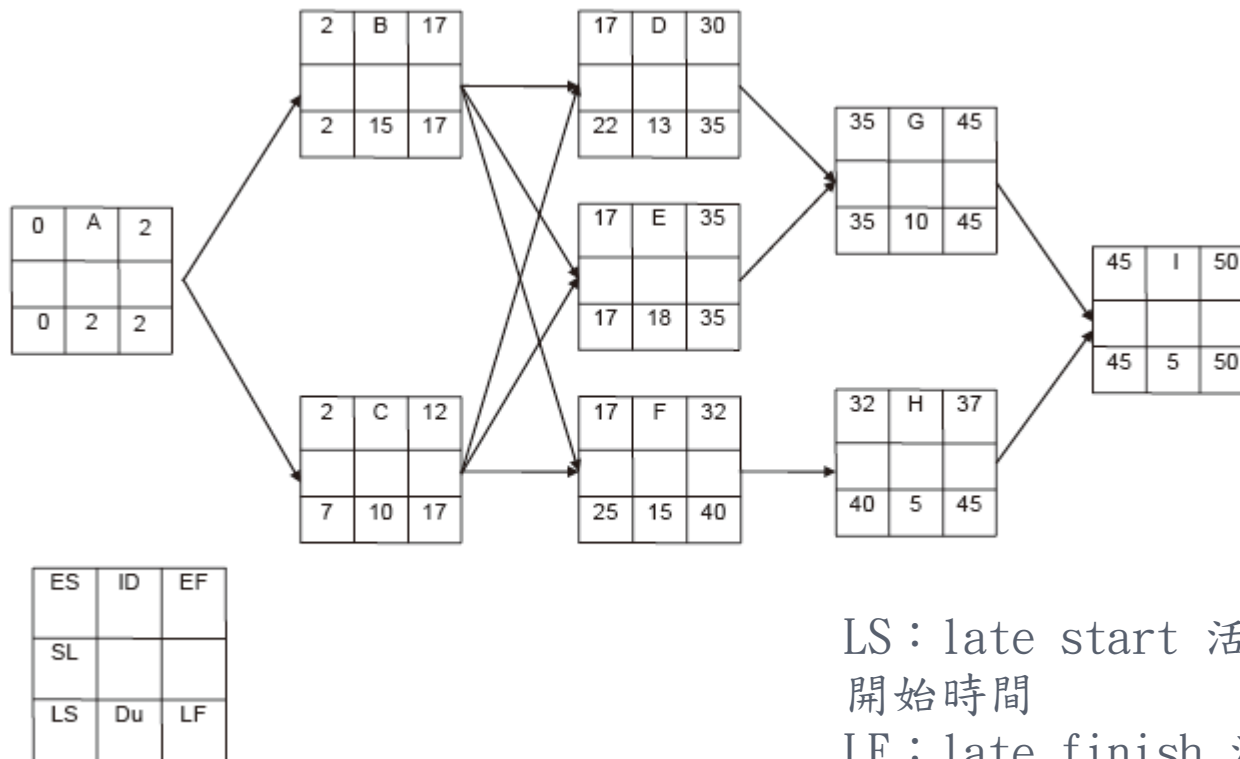 2 B 17
2 15 17
17 D 30
22 13 35
35 G 45
35 10 45
0 A 2
0 2 2
17 E 35
17 18 35
45 I 50
45 5 50
2 C 12
7 10 17
17 F 32
25 15 40
32 H 37
40 5 45
ES ID EF
SL
LS Du LF
LS：late start 活
開始時間
LF：late finish